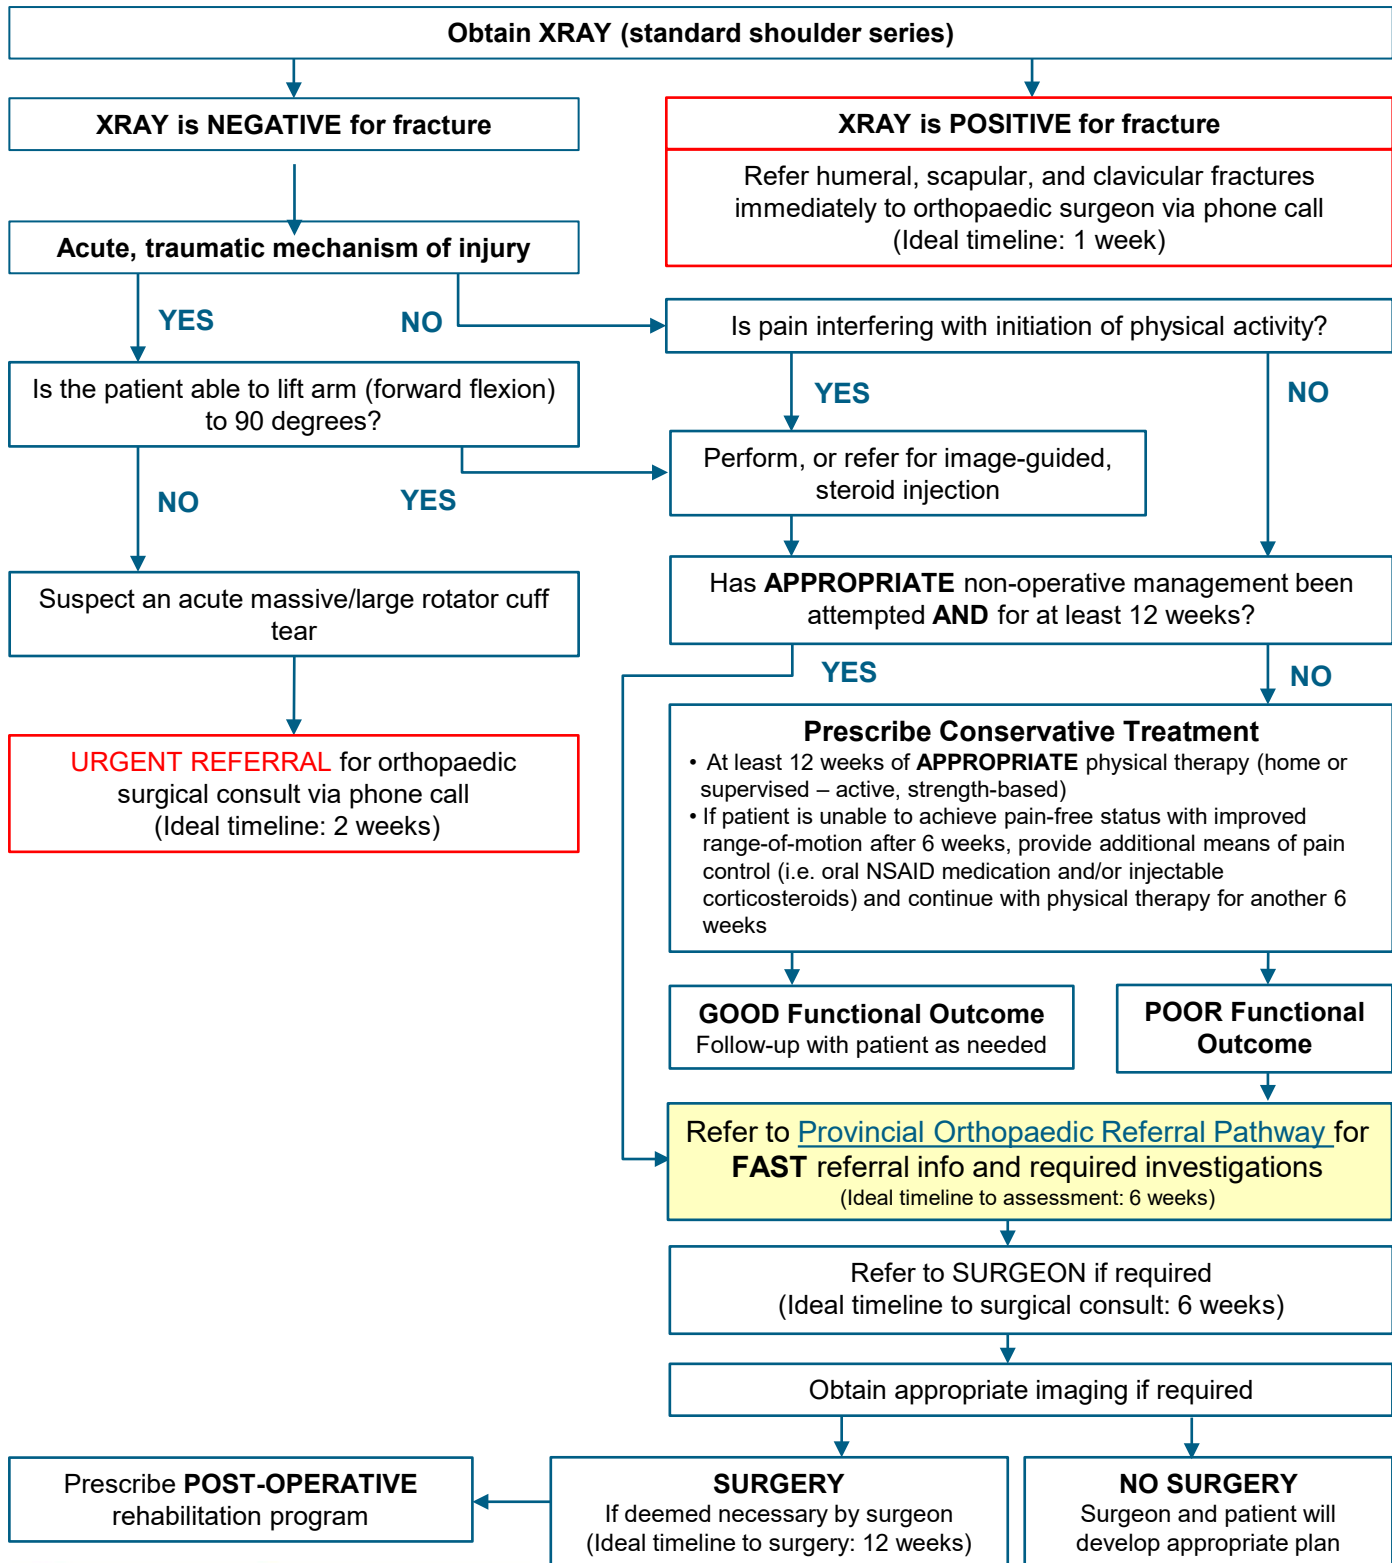 Obtain XRAY (standard shoulder series)
XRAY is NEGATIVE for fracture
XRAY is POSITIVE for fracture
Refer humeral, scapular, and clavicular fractures
immediately to orthopaedic surgeon via phone call
(Ideal timeline: 1 week)
Acute, traumatic mechanism of injury
YES
NO
Is pain interfering with initiation of physical activity?
Is the patient able to lift arm (forward flexion)
to 90 degrees?
YES
NO
Perform, or refer for image-guided,
steroid injection
NO
YES
Suspect an acute massive/large rotator cuff
tear
Has APPROPRIATE non-operative management been
attempted AND for at least 12 weeks?
YES
NO
URGENT REFERRAL for orthopaedic
surgical consult via phone call
(Ideal timeline: 2 weeks)
Prescribe Conservative Treatment
• At least 12 weeks of APPROPRIATE physical therapy (home or
supervised – active, strength-based)
• If patient is unable to achieve pain-free status with improved
range-of-motion after 6 weeks, provide additional means of pain
control (i.e. oral NSAID medication and/or injectable
corticosteroids) and continue with physical therapy for another 6
weeks
GOOD Functional Outcome
Follow-up with patient as needed
POOR Functional
Outcome
Refer to Provincial Orthopaedic Referral Pathway for
FAST referral info and required investigations
(Ideal timeline to assessment: 6 weeks)
Refer to SURGEON if required
(Ideal timeline to surgical consult: 6 weeks)
Obtain appropriate imaging if required
Prescribe POST-OPERATIVE
rehabilitation program
SURGERY
If deemed necessary by surgeon
(Ideal timeline to surgery: 12 weeks)
NO SURGERY
Surgeon and patient will
develop appropriate plan